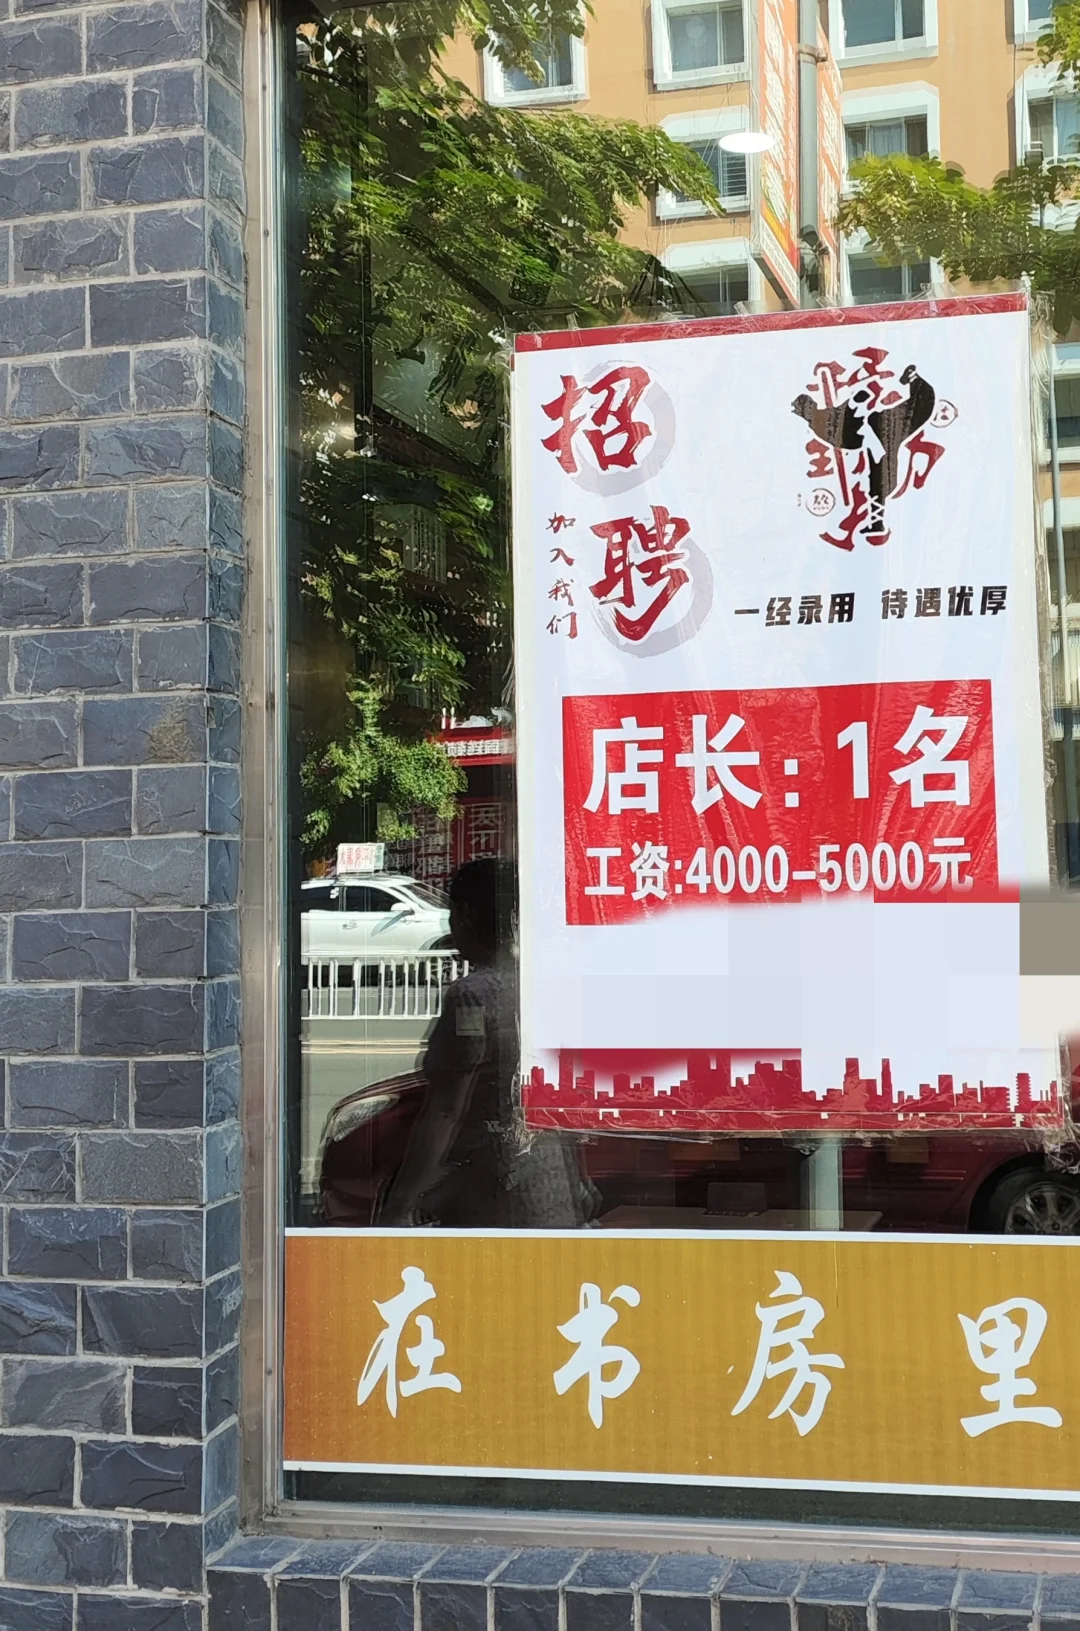 招聘
加入我们
一经录用 待遇优厚
店长：1名
工资:4000-5000元
在书房里